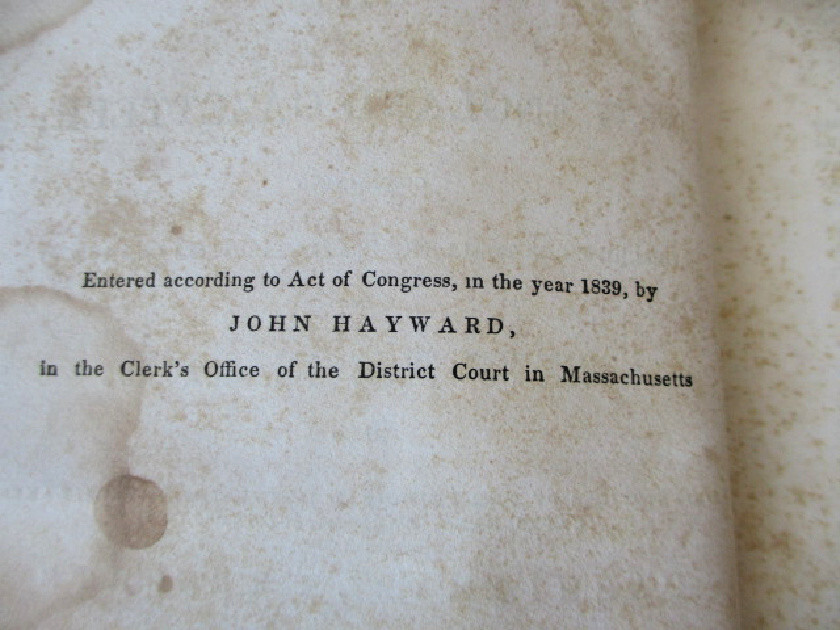 Entered according to Act of Congress, in the year 1839, by
JOHN HAYWARD,
in the Clerk's Office of the District Court in Massachusetts